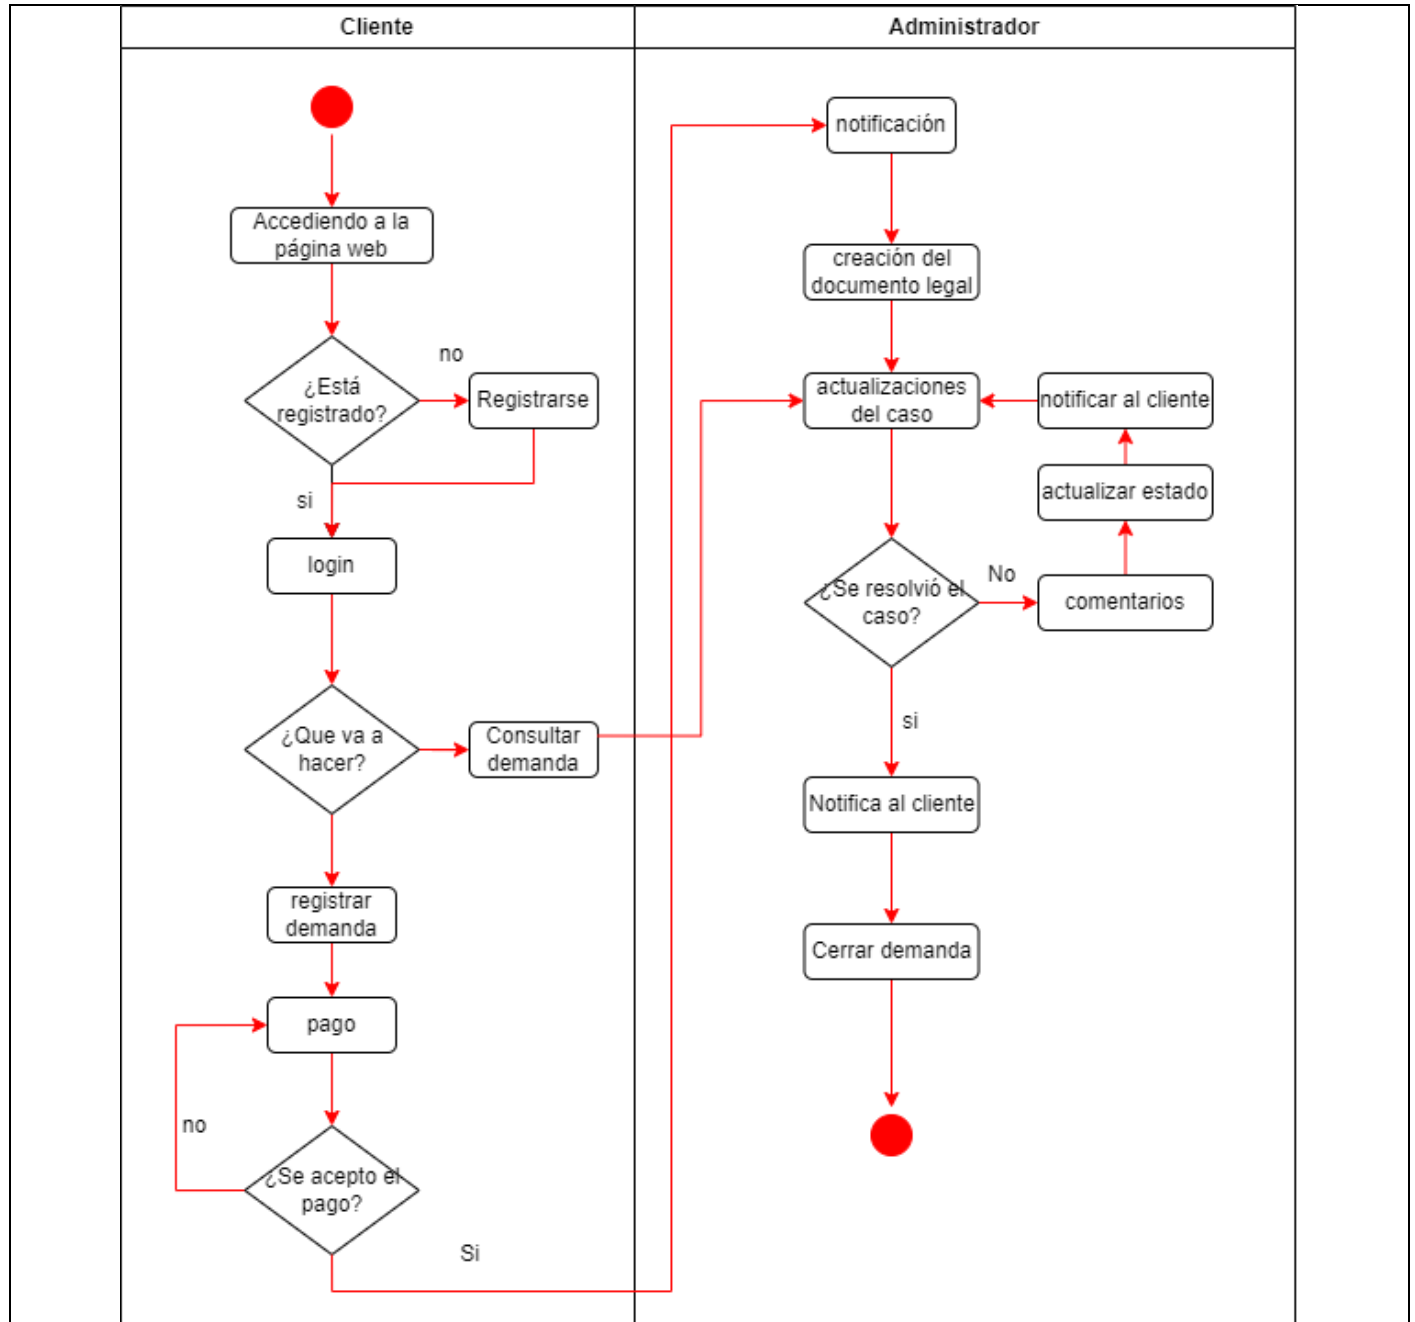 Cliente
Administrador
Accediendo a la
página web
¿Está
registrado?
no
Registrarse
si
login
¿Que va a
hacer?
Consultar
demanda
registrar
demanda
pago
no
¿Se acepto el
pago?
Si
notificación
creación del
documento legal
actualizaciones
del caso
notificar al cliente
actualizar estado
¿Se resolvió el
caso?
No
comentarios
si
Notifica al cliente
Cerrar demanda